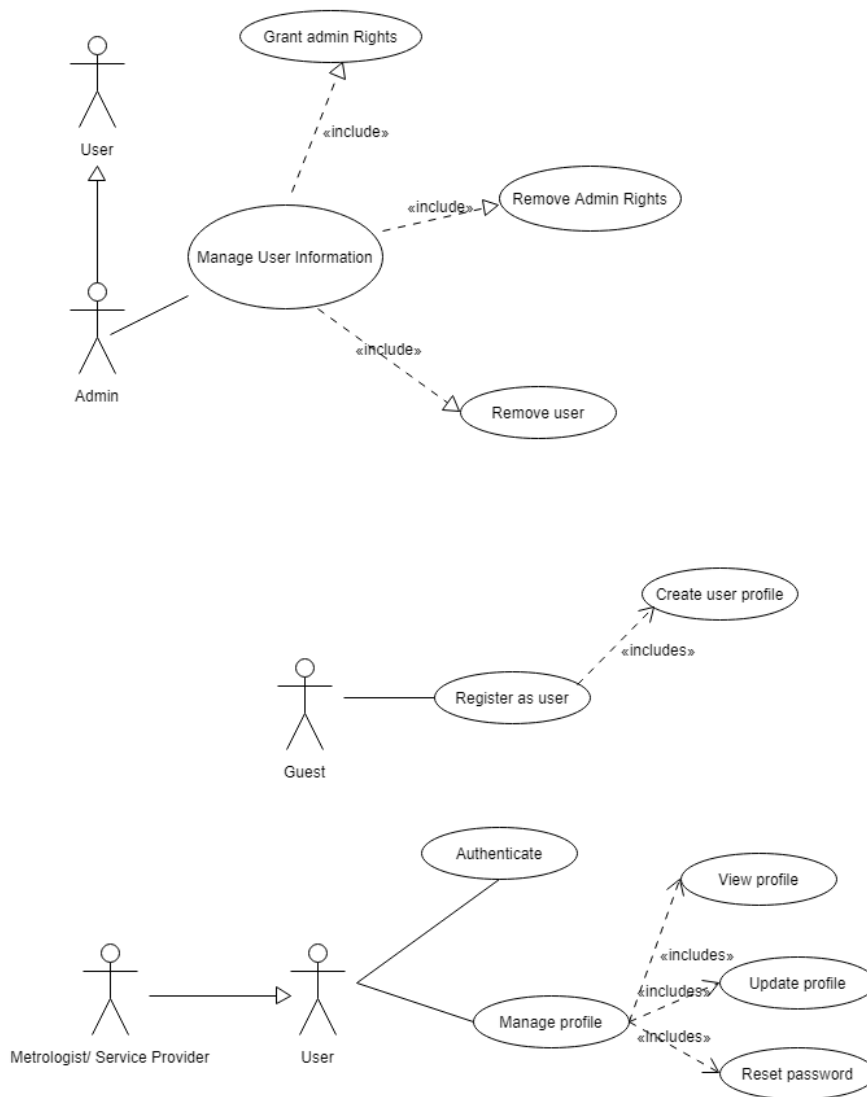 Grant admin Rights
User
«include»
Remove Admin Rights
«include»
Manage User Information
«include»
Admin
Remove user
Create user profile
«includes»
Register as user
Guest
Authenticate
View profile
«includes»
Update profile
«includes»
Manage profile
«includes»
Metrologist/ Service Provider
User
Reset password